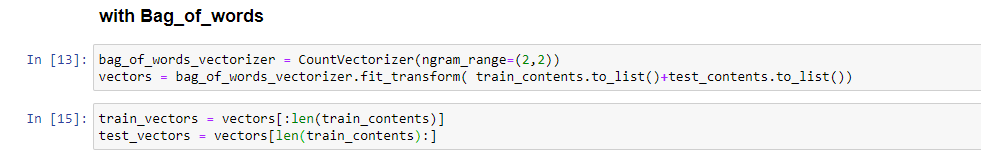 with Bag_of_words
In [13]: bag_of_words_vectorizer = CountVectorizer(ngram_range=(2,2))
vectors = bag_of_words_vectorizer.fit_transform( train_contents.to_list()+test_contents.to_list())
In [15]: train_vectors = vectors[:len(train_contents)]
test_vectors = vectors[len(train_contents):]